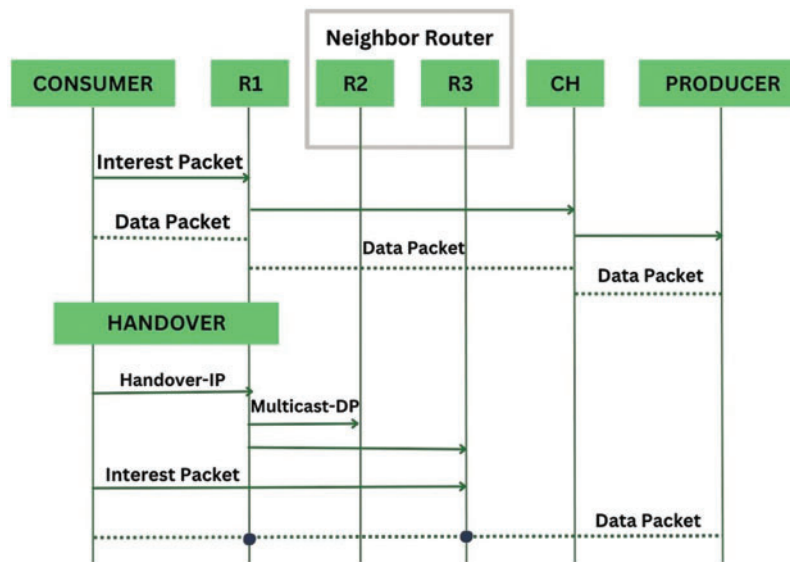 Neighbor Router
CONSUMER
R1
R2
R3
CH
PRODUCER
Interest Packet
Data Packet
Data Packet
Data Packet
HANDOVER
Handover-IP
Multicast-DP
Interest Packet
Data Packet